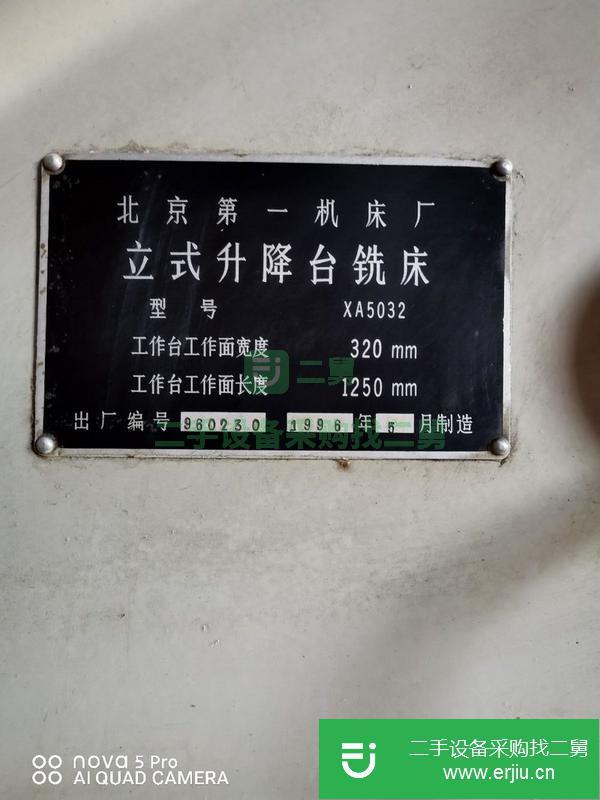 北京第一机床厂
立式升降台铣床
型号 XA5032
工作台工作面宽度 320 mm
工作台工作面长度 1250 mm
出厂编号 960230 1996 年 5 月制造
二舅
二手设备采购找二舅
nova 5 Pro
AI QUAD CAMERA
二手设备采购找二舅
www.erjiu.cn